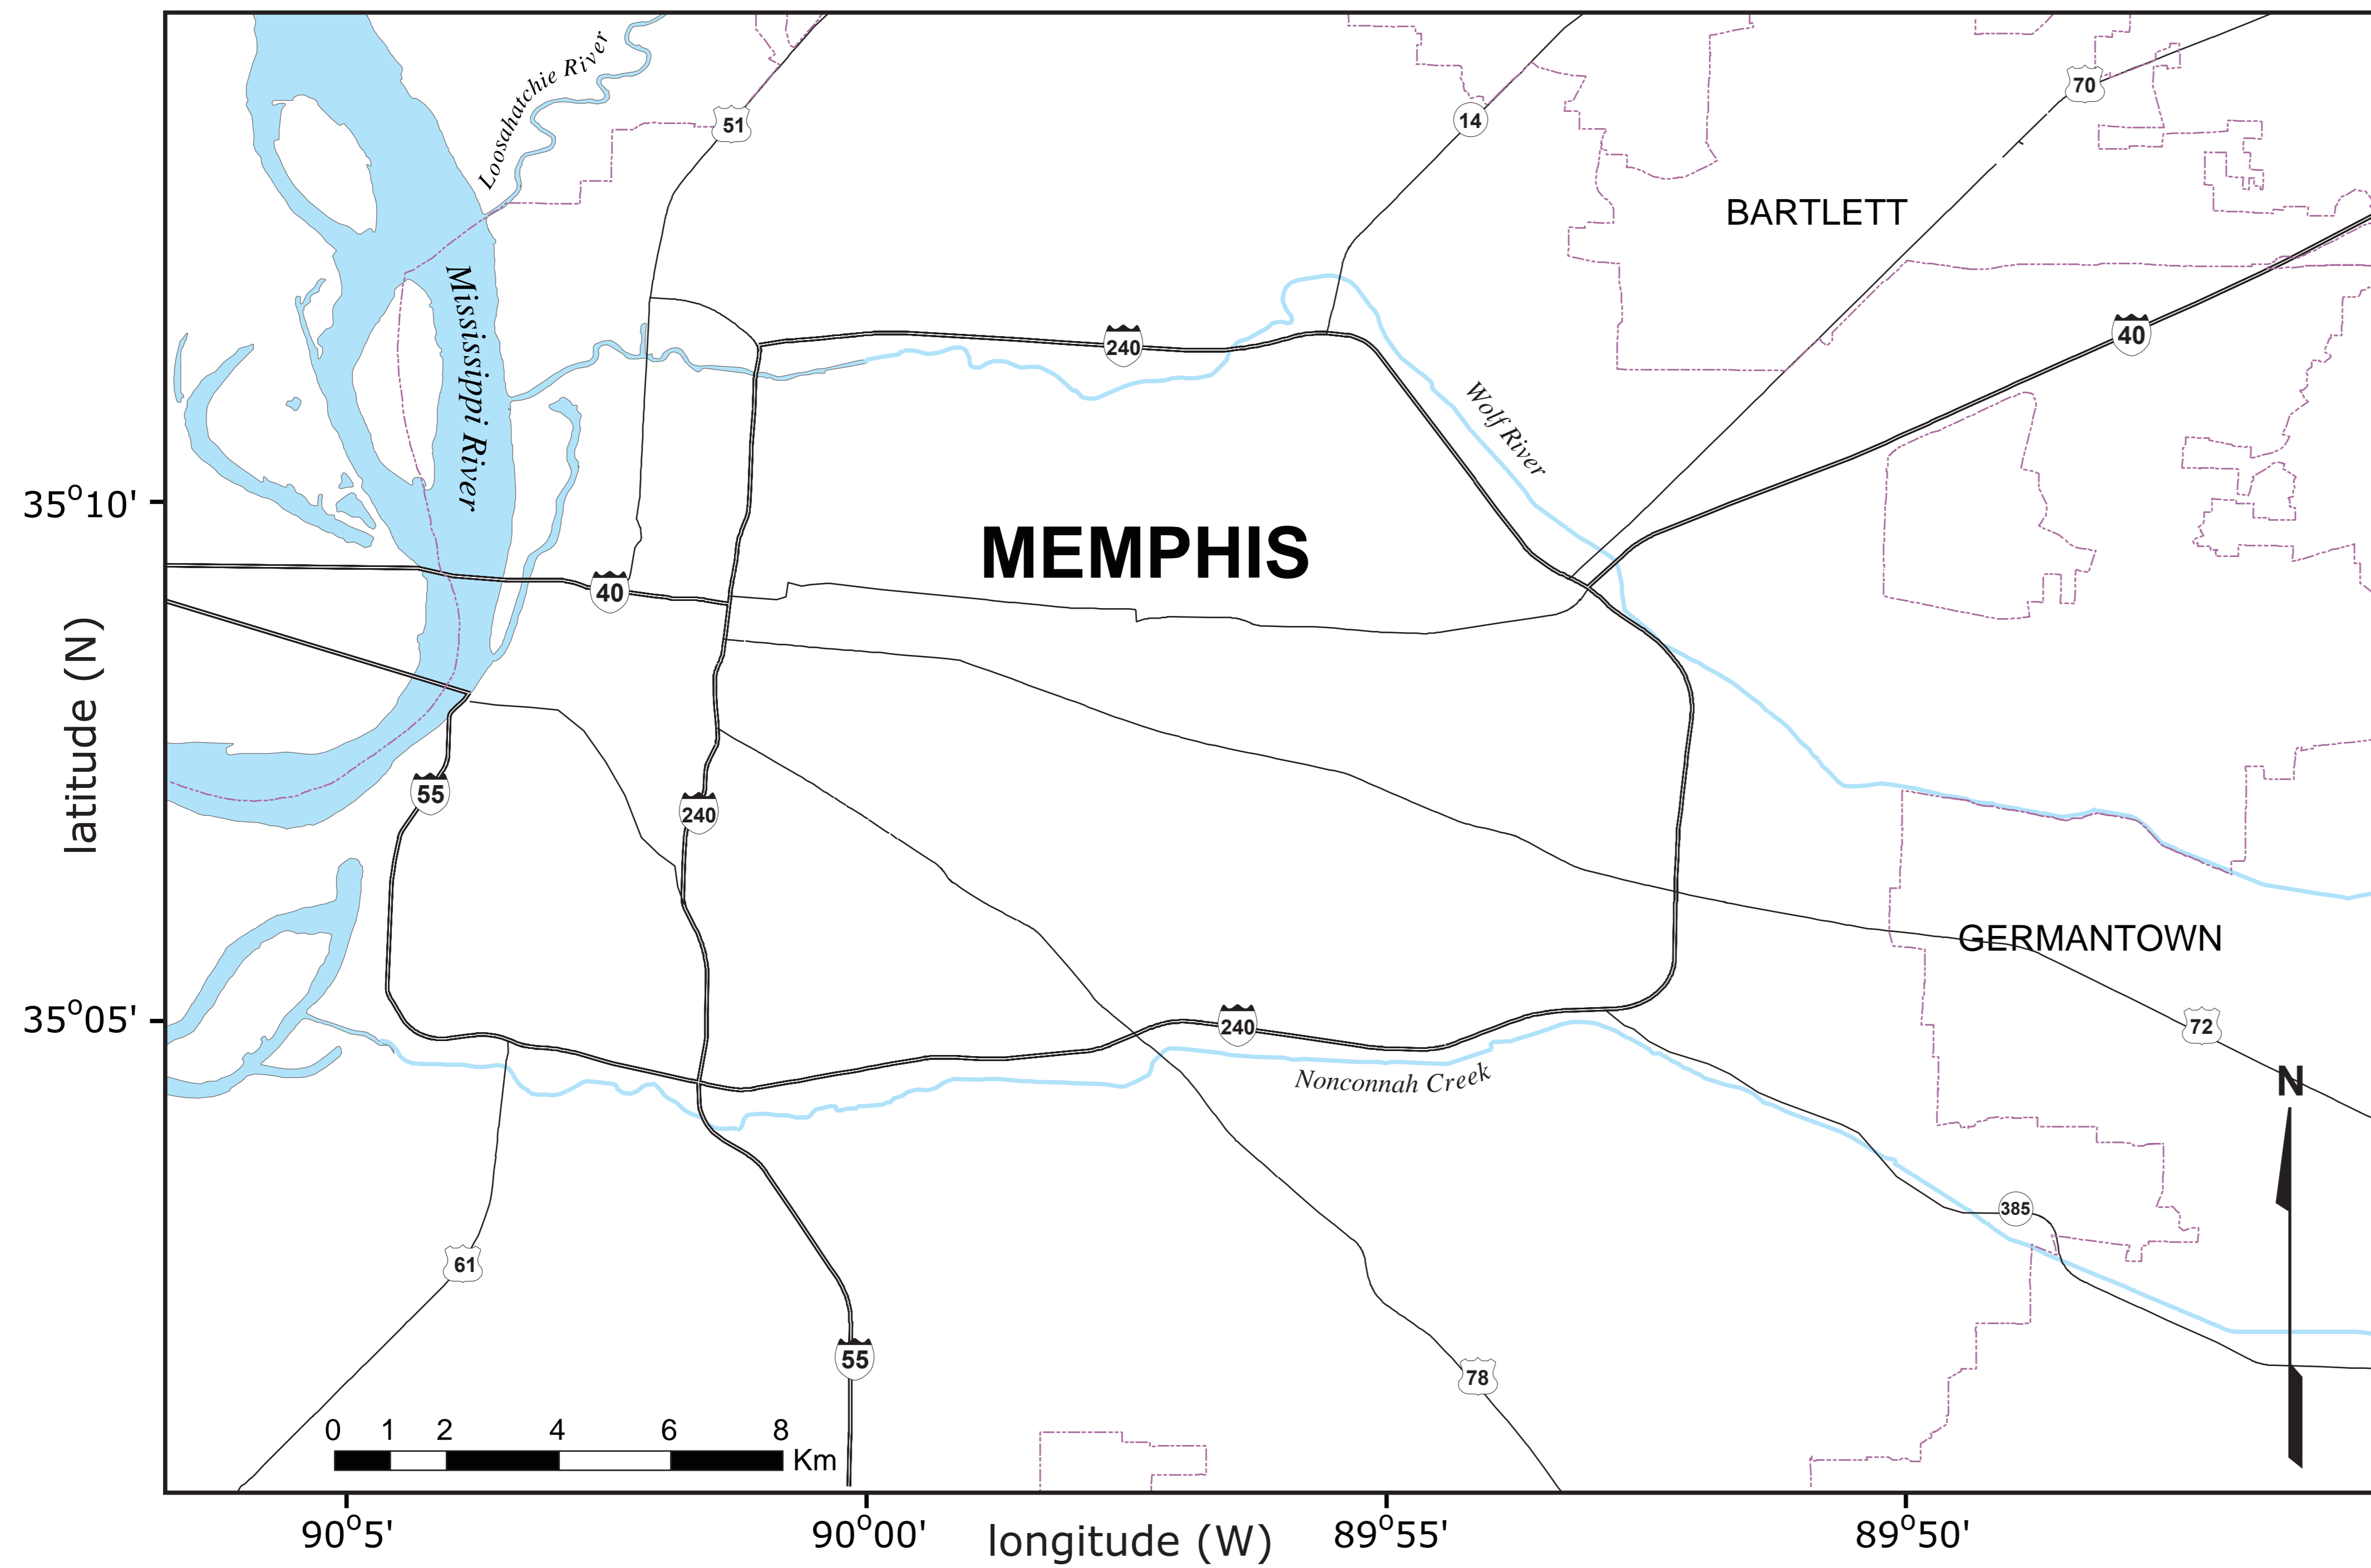 Loosahatchie River
51
14
70
BARTLETT
Mississippi River
240
40
Wolf River
35°10'
MEMPHIS
40
latitude (N)
55
240
GERMANTOWN
35°05'
240
72
Nonconnah Creek
N
385
61
55
78
0 1 2 4 6 8
Km
90°5'
90°00'
longitude (W)
89°55'
89°50'